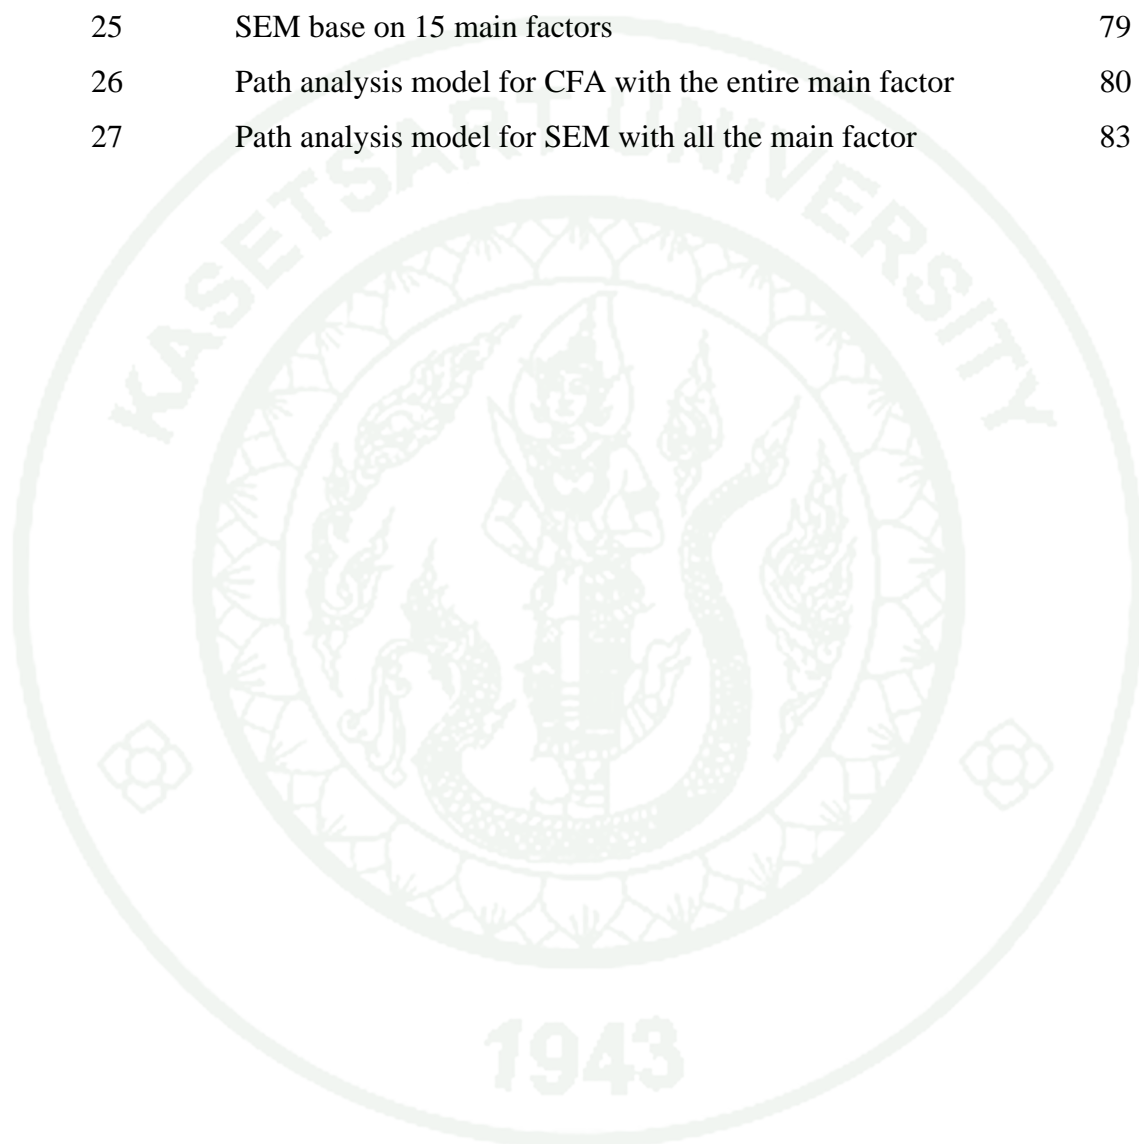 25 SEM base on 15 main factors 79
26 Path analysis model for CFA with the entire main factor 80
27 Path analysis model for SEM with all the main factor 83
KASETSART UNIVERSITY
1943